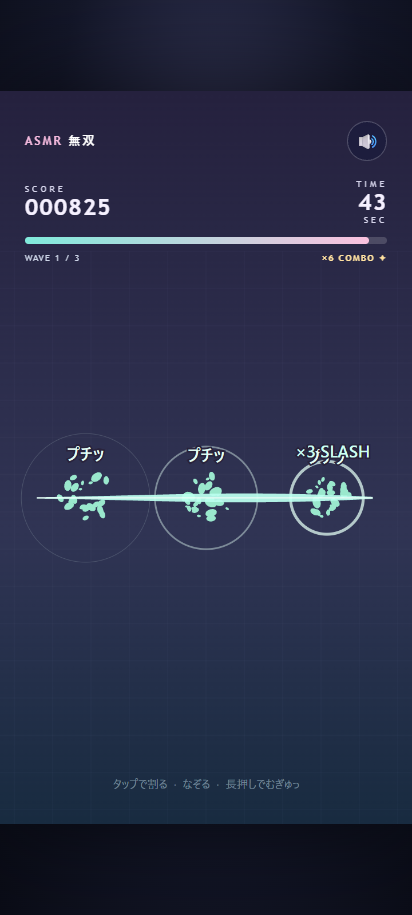 ASMR 無双
SCORE
000825
TIME
43
SEC
WAVE 1 / 3
×6 COMBO ✦
プチッ
プチッ
×3 SLASH
タップで割る · なぞる · 長押しでむぎゅっ